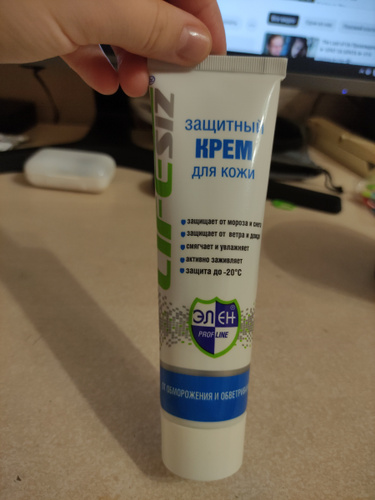 LIFESIZ
защитный
КРЕМ
для кожи
защищает от мороза и снега
защищает от ветра и дождя
смягчает и увлажняет
активно заживляет
защита до -20°С
ЭЛЕН
PROF LINE
ОБМОРОЖЕНИЯ И ОБВЕТРИВАНИЯ